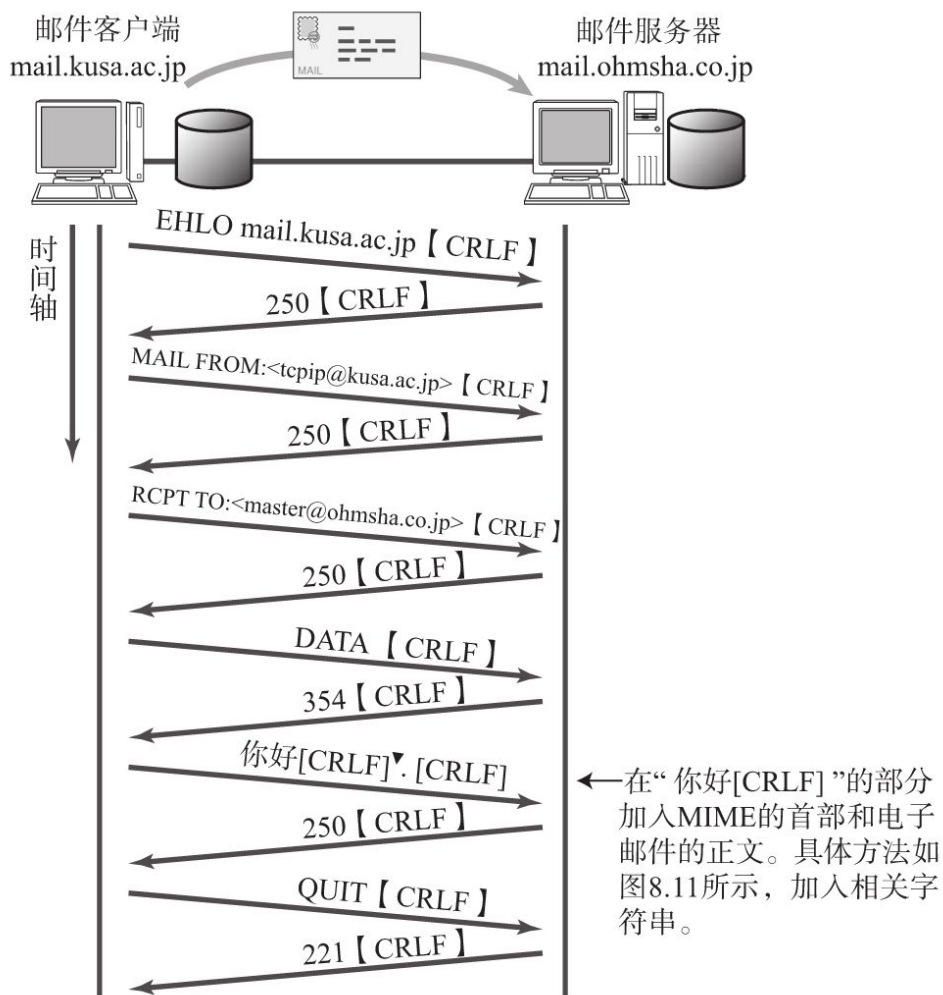 邮件客户端
mail.kusa.ac.jp
MAIL
邮件服务器
mail.ohmsha.co.jp
时间轴
EHLO mail.kusa.ac.jp【CRLF】
250【CRLF】
MAIL FROM:<tcpip@kusa.ac.jp>【CRLF】
250【CRLF】
RCPT TO:<master@ohmsha.co.jp>【CRLF】
250【CRLF】
DATA 【CRLF】
354【CRLF】
你好[CRLF]▼. [CRLF]
250【CRLF】
QUIT【CRLF】
221【CRLF】
←在“ 你好[CRLF] ”的部分
加入MIME的首部和电子
邮件的正文。具体方法如
图8.11所示，加入相关字
符串。